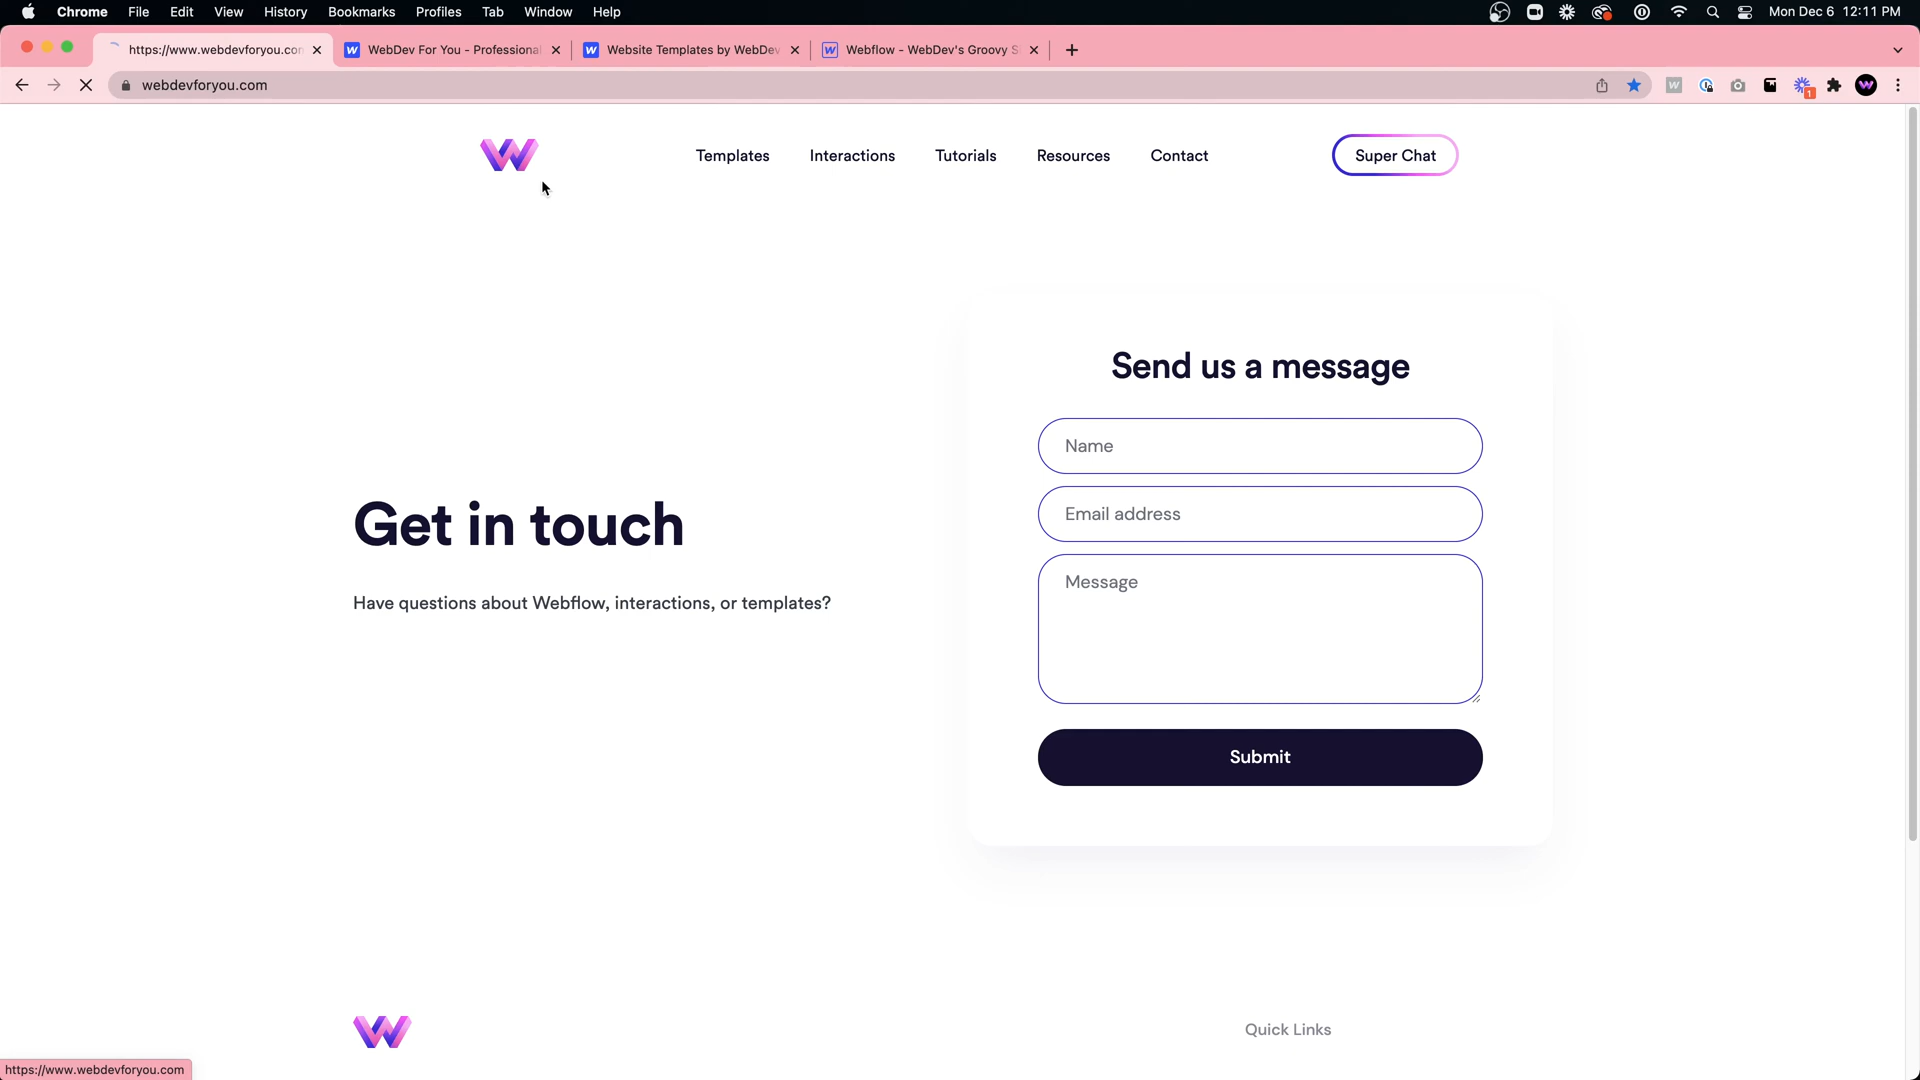 Chrome File Edit View History Bookmarks Profiles Tab Window Help Mon Dec 6 12:11 PM
https://www.webdevforyou.con WebDev For You - Professional Website Templates by WebDev Webflow - WebDev's Groovy S
webdevforyou.com
1
Templates Interactions Tutorials Resources Contact Super Chat
Send us a message
Name
Email address
Get in touch
Message
Have questions about Webflow, interactions, or templates?
Submit
Quick Links
https://www.webdevforyou.com